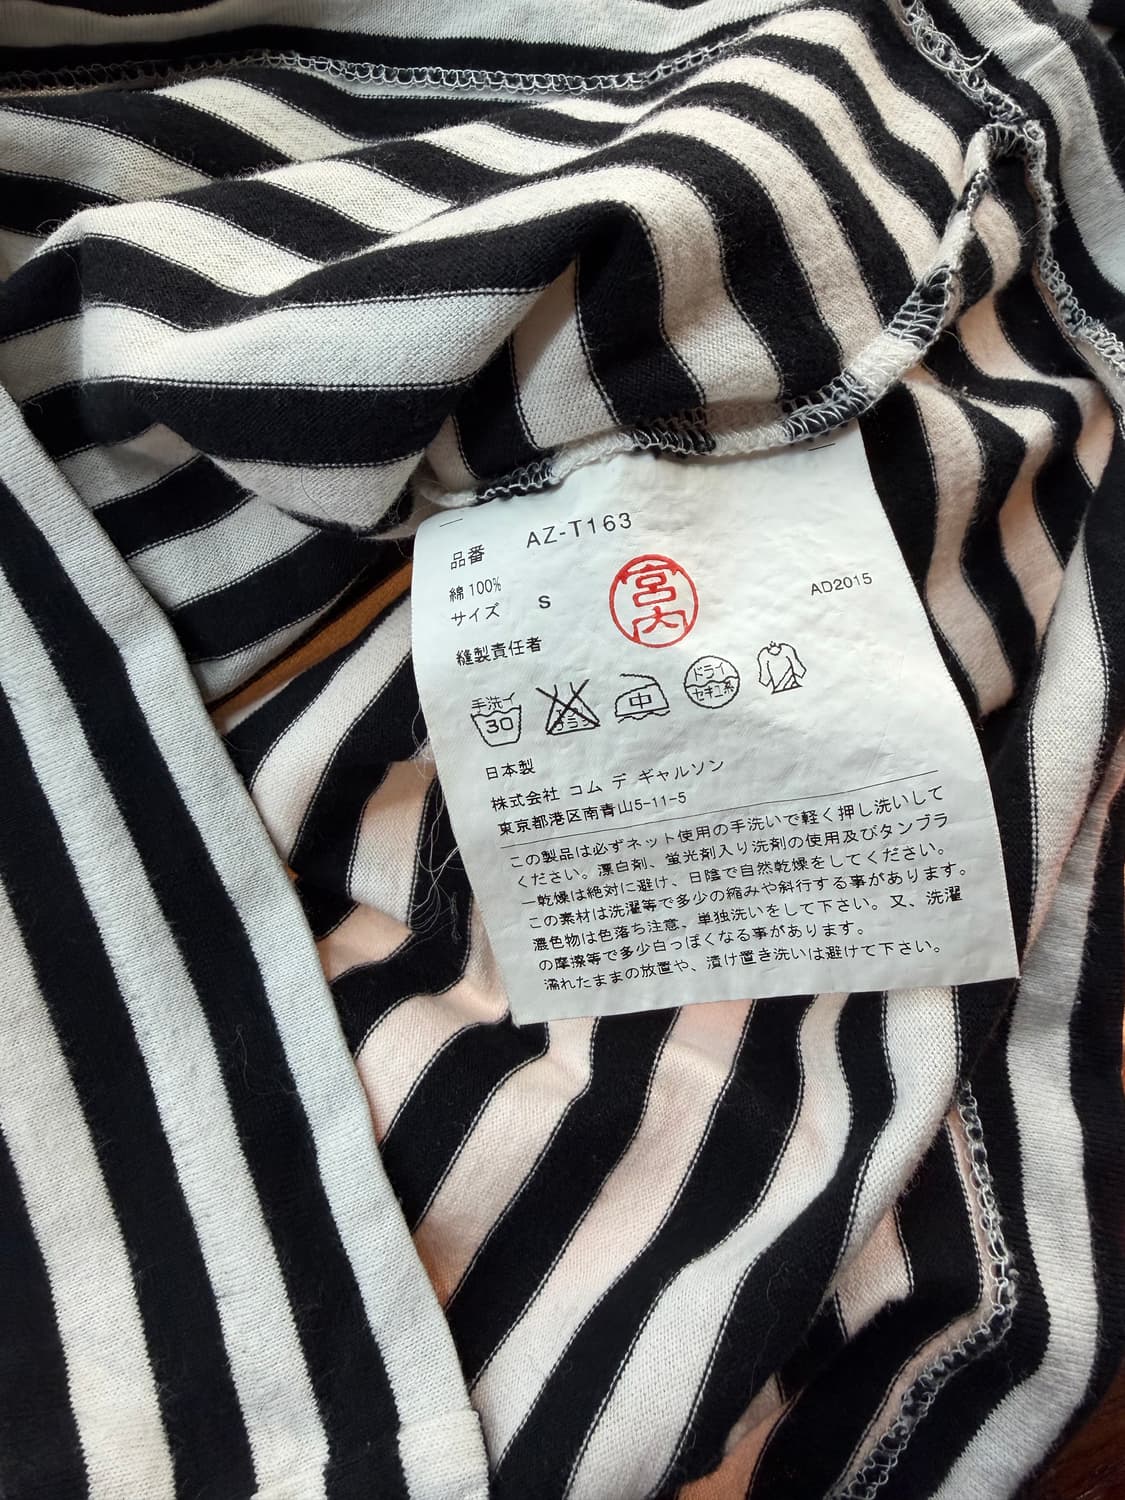 品番 AZ-T163
綿100%
サイズ S
AD2015
宮内
縫製責任者
手洗イ
30
中
ドライ
セキユ系
日本製
株式会社 コム デ ギャルソン
東京都港区南青山5-11-5
この製品は必ずネット使用の手洗いで軽く押し洗いして
ください。漂白剤、蛍光剤入り洗剤の使用及びタンブラ
ー乾燥は絶対に避け、日陰で自然乾燥をしてください。
この素材は洗濯等で多少の縮みや斜行する事があります。
濃色物は色落ち注意、単独洗いをして下さい。又、洗濯
の摩擦等で多少白っぽくなる事があります。
濡れたままの放置や、漬け置き洗いは避けて下さい。